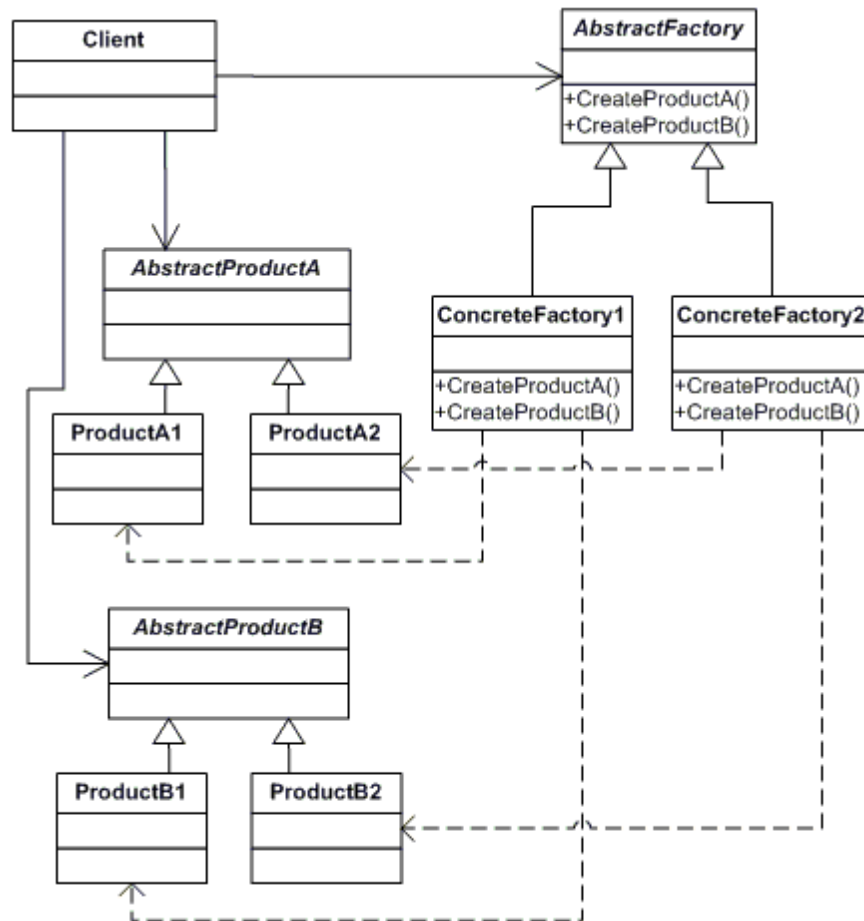 Client
AbstractFactory
+CreateProductA()
+CreateProductB()
AbstractProductA
ConcreteFactory1
+CreateProductA()
+CreateProductB()
ConcreteFactory2
+CreateProductA()
+CreateProductB()
ProductA1
ProductA2
AbstractProductB
ProductB1
ProductB2